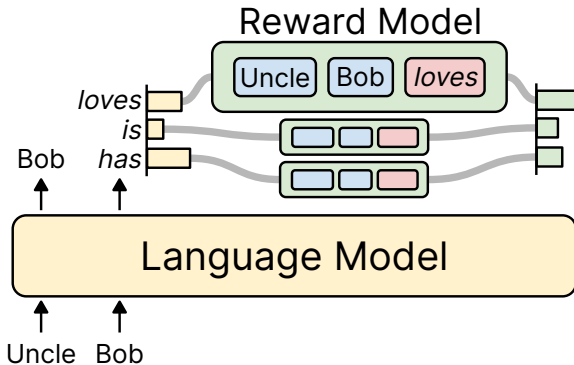 Reward Model
Uncle Bob loves
loves
is
has
Bob
Language Model
Uncle Bob